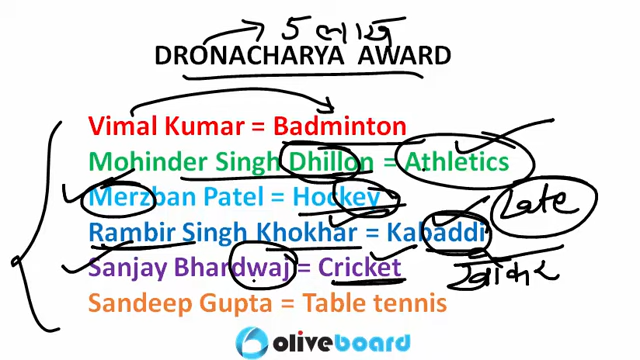 5 लाख
DRONACHARYA AWARD
Vimal Kumar = Badminton
Mohinder Singh Dhillon = Athletics
Merzban Patel = Hockey
Late
Rambir Singh Khokhar = Kabaddi
Sanjay Bhardwaj = Cricket
Sandeep Gupta = Table tennis
oliveboard